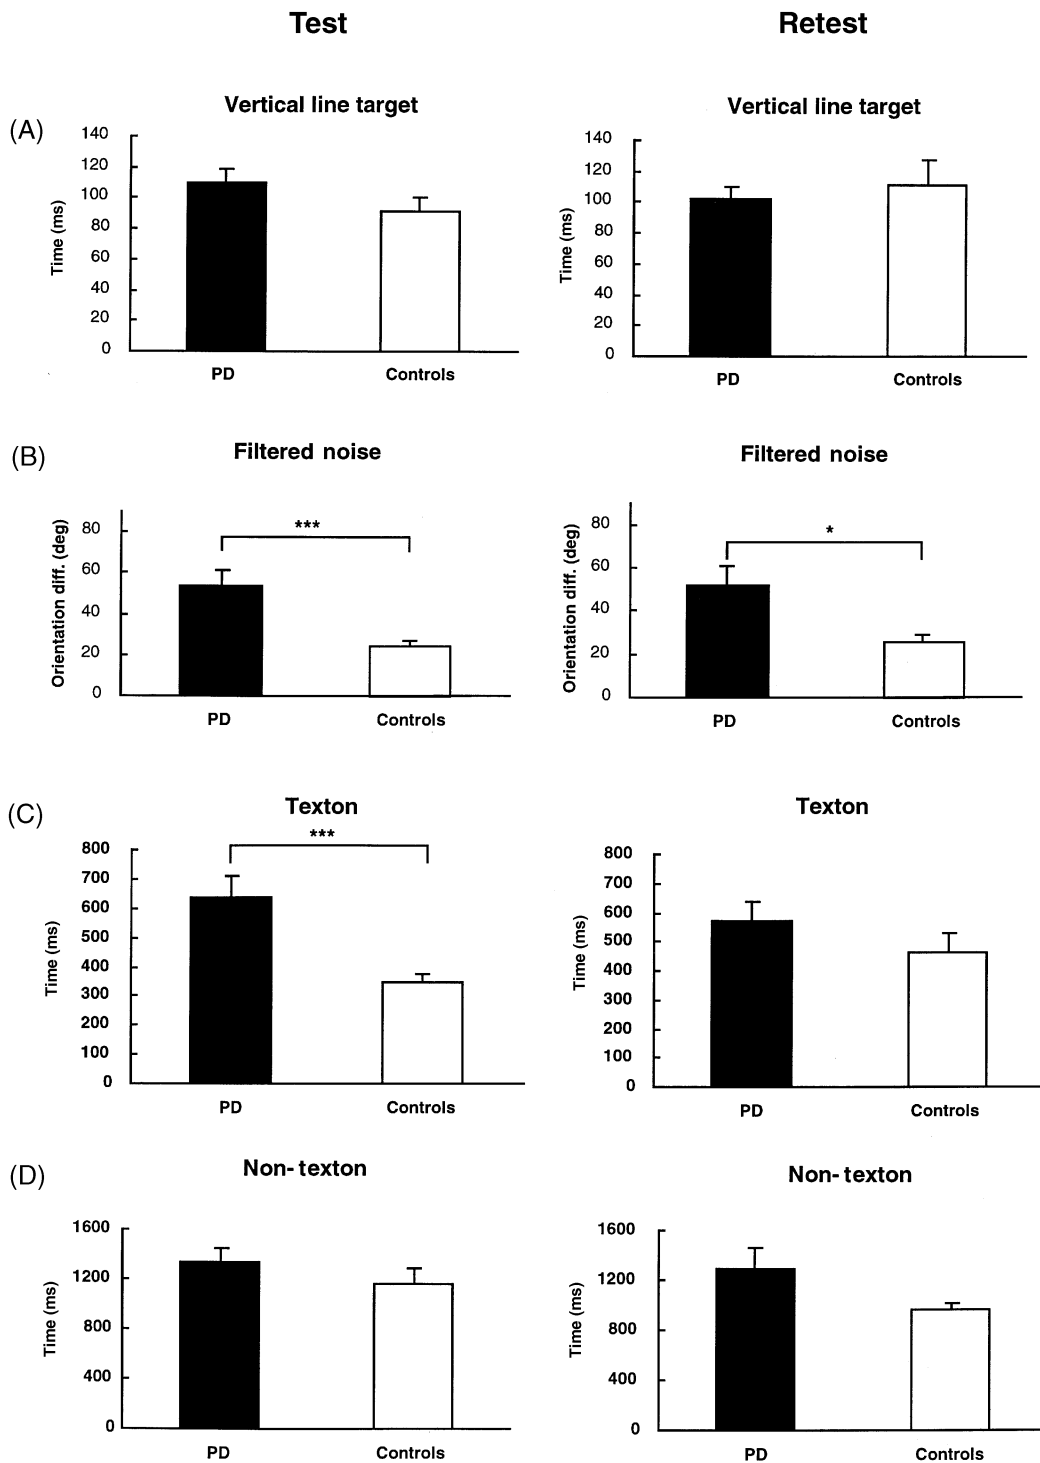 Test
Retest
(A)
Vertical line target
Time (ms)
140
120
100
80
60
40
20
0
PD Controls
Vertical line target
Time (ms)
140
120
100
80
60
40
20
0
PD Controls
(B)
Filtered noise
Orientation diff. (deg)
80
60
40
20
0
***
PD Controls
Filtered noise
Orientation diff. (deg)
80
60
40
20
0
*
PD Controls
(C)
Texton
Time (ms)
800
700
600
500
400
300
200
100
0
***
PD Controls
Texton
Time (ms)
800
700
600
500
400
300
200
100
0
PD Controls
(D)
Non-texton
Time (ms)
1600
1200
800
400
0
PD Controls
Non-texton
Time (ms)
1600
1200
800
400
0
PD Controls